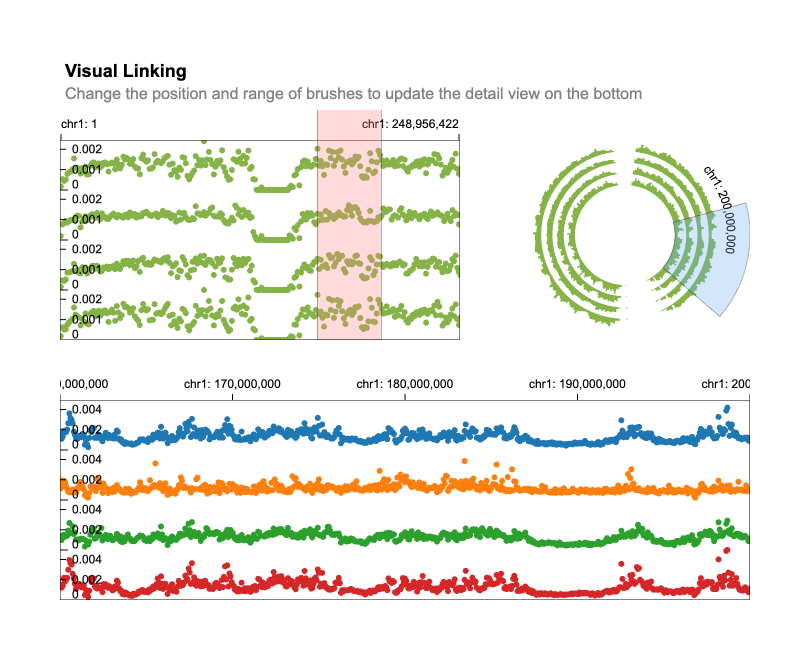 Visual Linking
Change the position and range of brushes to update the detail view on the bottom
chr1: 1
chr1: 248,956,422
0.002
0.001
0
0.002
0.001
0
0.002
0.001
0
0.002
0.001
0
chr1: 200,000,000
,000,000
chr1: 170,000,000
chr1: 180,000,000
chr1: 190,000,000
chr1: 200
0.004
0.002
0
0.004
0.002
0
0.004
0.002
0
0.004
0.002
0